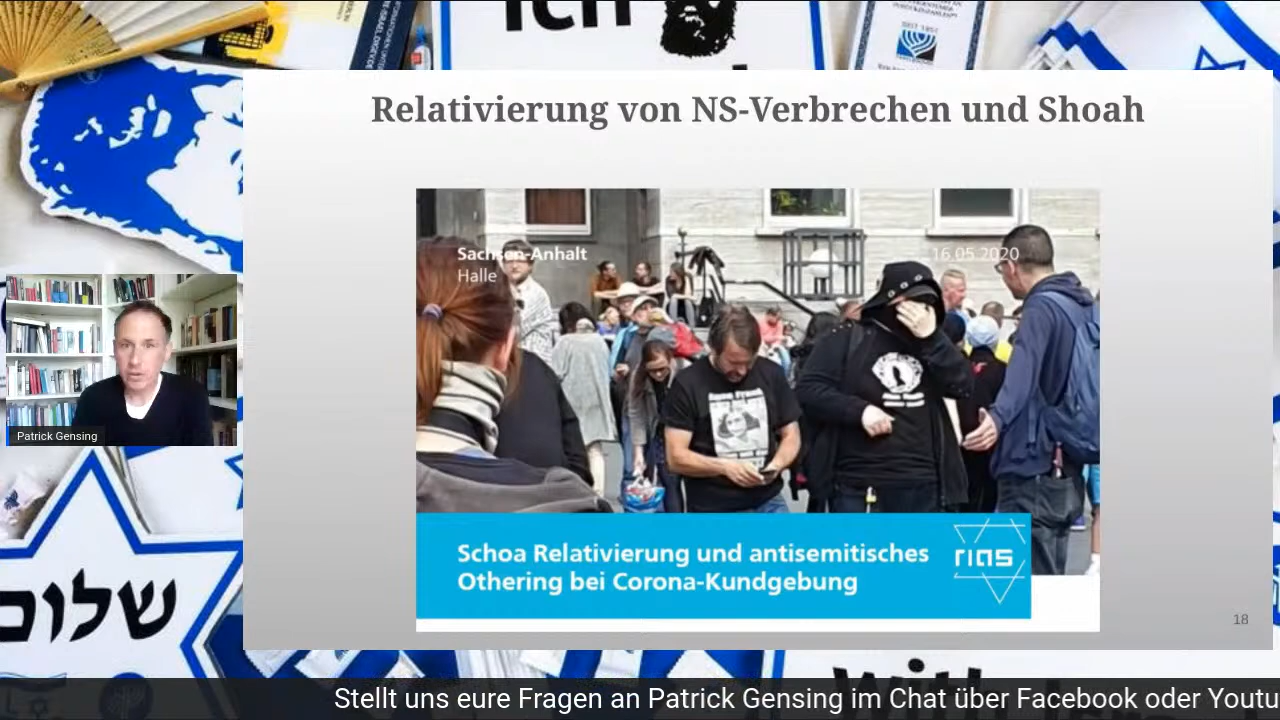 ich
Relativierung von NS-Verbrechen und Shoah
Sachsen-Anhalt
Halle
16.05.2020
Patrick Gensing
Schoa Relativierung und antisemitisches
Othering bei Corona-Kundgebung
rias
שלום
18
With
Stellt uns eure Fragen an Patrick Gensing im Chat über Facebook oder Youtu